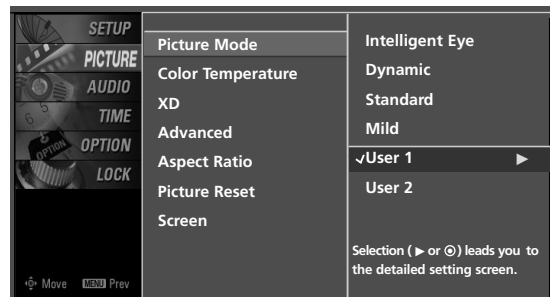 SETUP
PICTURE
AUDIO
TIME
OPTION
LOCK
Move MENU Prev
Picture Mode
Color Temperature
XD
Advanced
Aspect Ratio
Picture Reset
Screen
Intelligent Eye
Dynamic
Standard
Mild
✓User 1 ►
User 2
Selection ( ► or ⊙ ) leads you to
the detailed setting screen.